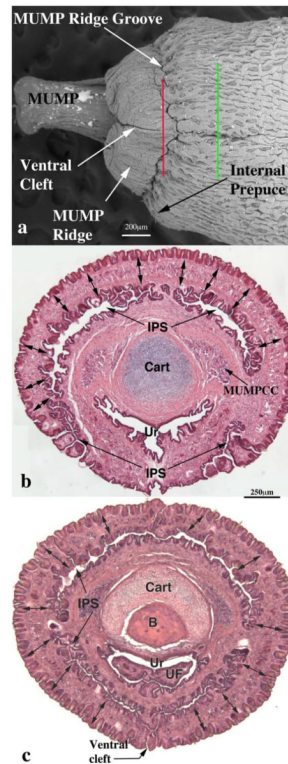 MUMP Ridge Groove
MUMP
Ventral
Cleft
Internal
Prepuce
MUMP
Ridge
200μm
a
IPS
Cart
MUMPCC
Ur
IPS
b
250μm
Cart
IPS
B
Ur
UF
Ventral
cleft
c